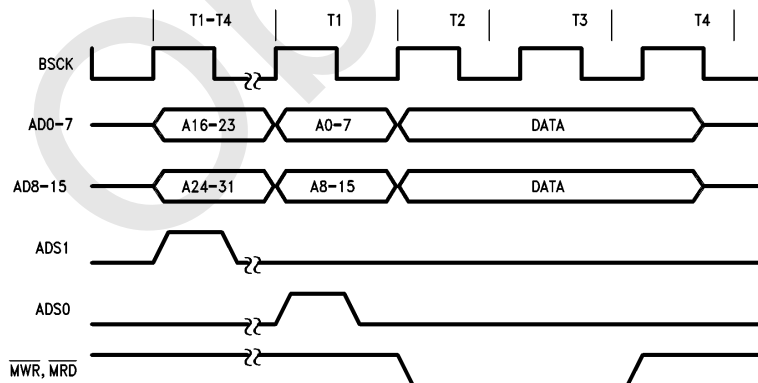 T1-T4 T1 T2 T3 T4
BSCK
AD0-7 A16-23 A0-7 DATA
AD8-15 A24-31 A8-15 DATA
ADS1
ADS0
MWR, MRD